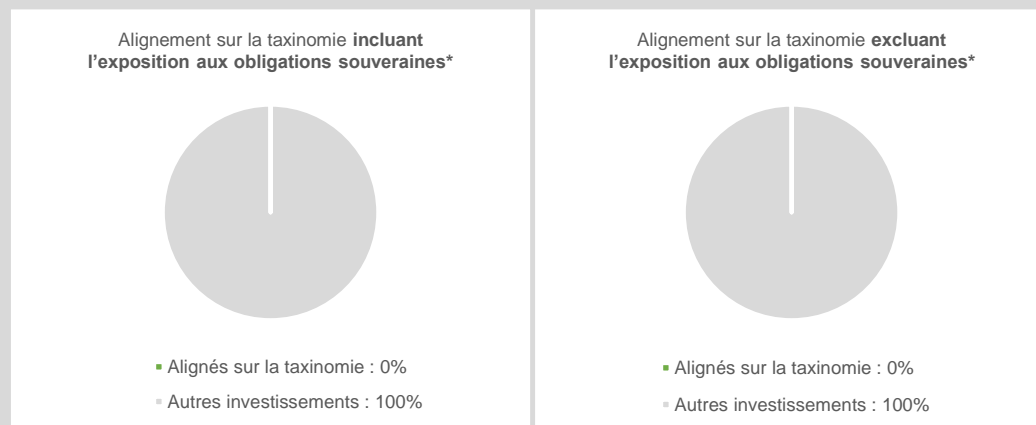 Alignement sur la taxinomie incluant
l'exposition aux obligations souveraines*
Alignés sur la taxinomie : 0%
Autres investissements : 100%
Alignement sur la taxinomie excluant
l'exposition aux obligations souveraines*
Alignés sur la taxinomie : 0%
Autres investissements : 100%